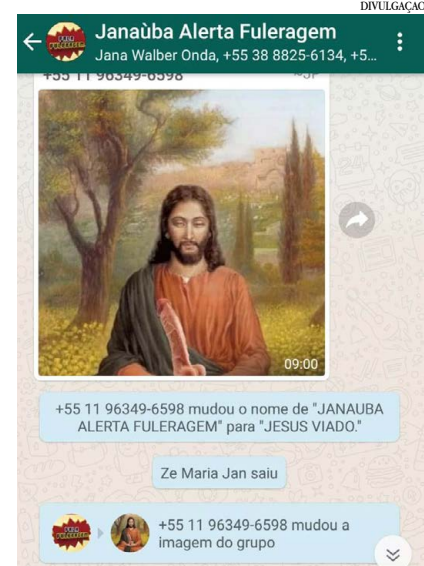 DIVULGAÇÃO
Janaùba Alerta Fuleragem
Jana Walber Onda, +55 38 8825-6134, +5...
+55 11 96349-6598
~JP
09:00
+55 11 96349-6598 mudou o nome de "JANAUBA
ALERTA FULERAGEM" para "JESUS VIADO."
Ze Maria Jan saiu
+55 11 96349-6598 mudou a
imagem do grupo